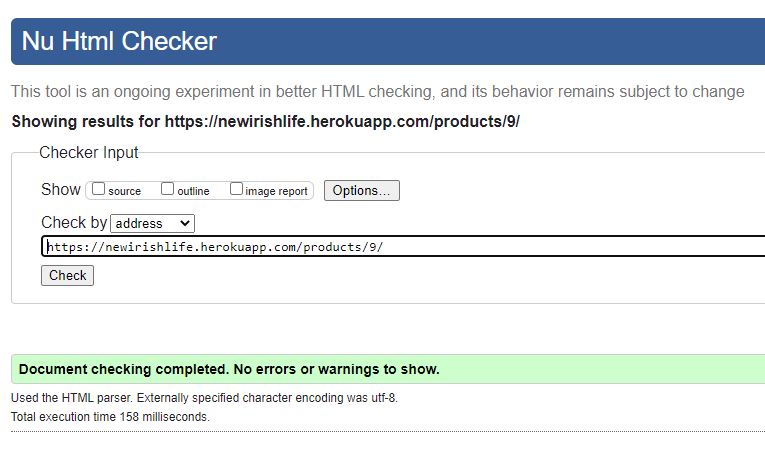 Nu Html Checker
This tool is an ongoing experiment in better HTML checking, and its behavior remains subject to change
Showing results for https://newirishlife.herokuapp.com/products/9/
Checker Input
Show source outline image report Options...
Check by address
https://newirishlife.herokuapp.com/products/9/
Check
Document checking completed. No errors or warnings to show.
Used the HTML parser. Externally specified character encoding was utf-8.
Total execution time 158 milliseconds.